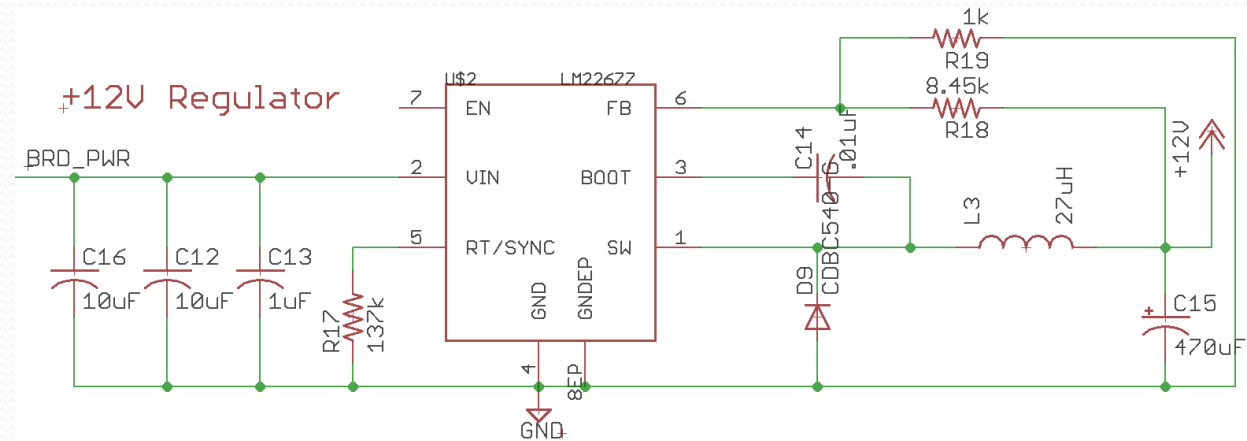 1k
R19
8.45k
R18
+12V Regulator
U$2
LM22677
7
EN
FB
6
C14
.01uF
+12V
BRD_PWR
2
VIN
BOOT
3
L3
27uH
5
RT/SYNC
SW
1
C16
10uF
C12
10uF
C13
1uF
R17
137k
GND
GNDEP
4
8EP
D9
CDBC540-G
C15
470uF
GND